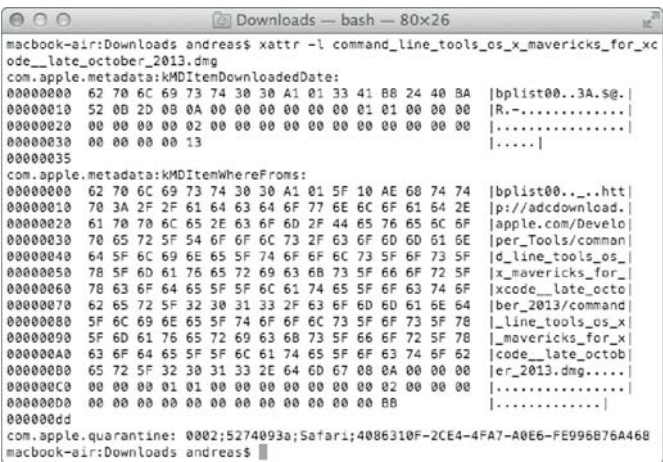 Downloads — bash — 80×26
macbook-air:Downloads andreas$ xattr -l command_line_tools_os_x_mavericks_for_xc
ode__late_october_2013.dmg
com.apple.metadata:kMDItemDownloadedDate:
00000000  62 70 6C 69 73 74 30 30 A1 01 33 41 B8 24 40 BA  |bplist00..3A.$@.|
00000010  52 0B 2D 08 0A 00 00 00 00 00 00 01 01 00 00 00  |R.-.............|
00000020  00 00 00 00 02 00 00 00 00 00 00 00 00 00 00 00  |................|
00000030  00 00 00 00 13                                   |.....|
00000035
com.apple.metadata:kMDItemWhereFroms:
00000000  62 70 6C 69 73 74 30 30 A1 01 5F 10 AE 68 74 74  |bplist00.._..htt|
00000010  70 3A 2F 2F 61 64 63 64 6F 77 6E 6C 6F 61 64 2E  |p://adcdownload.|
00000020  61 70 70 6C 65 2E 63 6F 6D 2F 44 65 76 65 6C 6F  |apple.com/Develo|
00000030  70 65 72 5F 54 6F 6F 6C 73 2F 63 6F 6D 6D 61 6E  |per_Tools/comman|
00000040  64 5F 6C 69 6E 65 5F 74 6F 6F 6C 73 5F 6F 73 5F  |d_line_tools_os_|
00000050  78 5F 6D 61 76 65 72 69 63 6B 73 5F 66 6F 72 5F  |x_mavericks_for_|
00000060  78 63 6F 64 65 5F 5F 6C 61 74 65 5F 6F 63 74 6F  |xcode__late_octo|
00000070  62 65 72 5F 32 30 31 33 2F 63 6F 6D 6D 61 6E 64  |ber_2013/command|
00000080  5F 6C 69 6E 65 5F 74 6F 6F 6C 73 5F 6F 73 5F 78  |_line_tools_os_x|
00000090  5F 6D 61 76 65 72 69 63 6B 73 5F 66 6F 72 5F 78  |_mavericks_for_x|
000000A0  63 6F 64 65 5F 5F 6C 61 74 65 5F 6F 63 74 6F 62  |code__late_octob|
000000B0  65 72 5F 32 30 31 33 2E 64 6D 67 08 0A 00 00 00  |er_2013.dmg.....|
000000C0  00 00 00 01 01 00 00 00 00 00 00 00 02 00 00 00  |................|
000000D0  00 00 00 00 00 00 00 00 00 00 00 00 BB           |.............|
000000dd
com.apple.quarantine: 0002;5274093a;Safari;4086310F-2CE4-4FA7-A0E6-FE996B76A468
macbook-air:Downloads andreas$